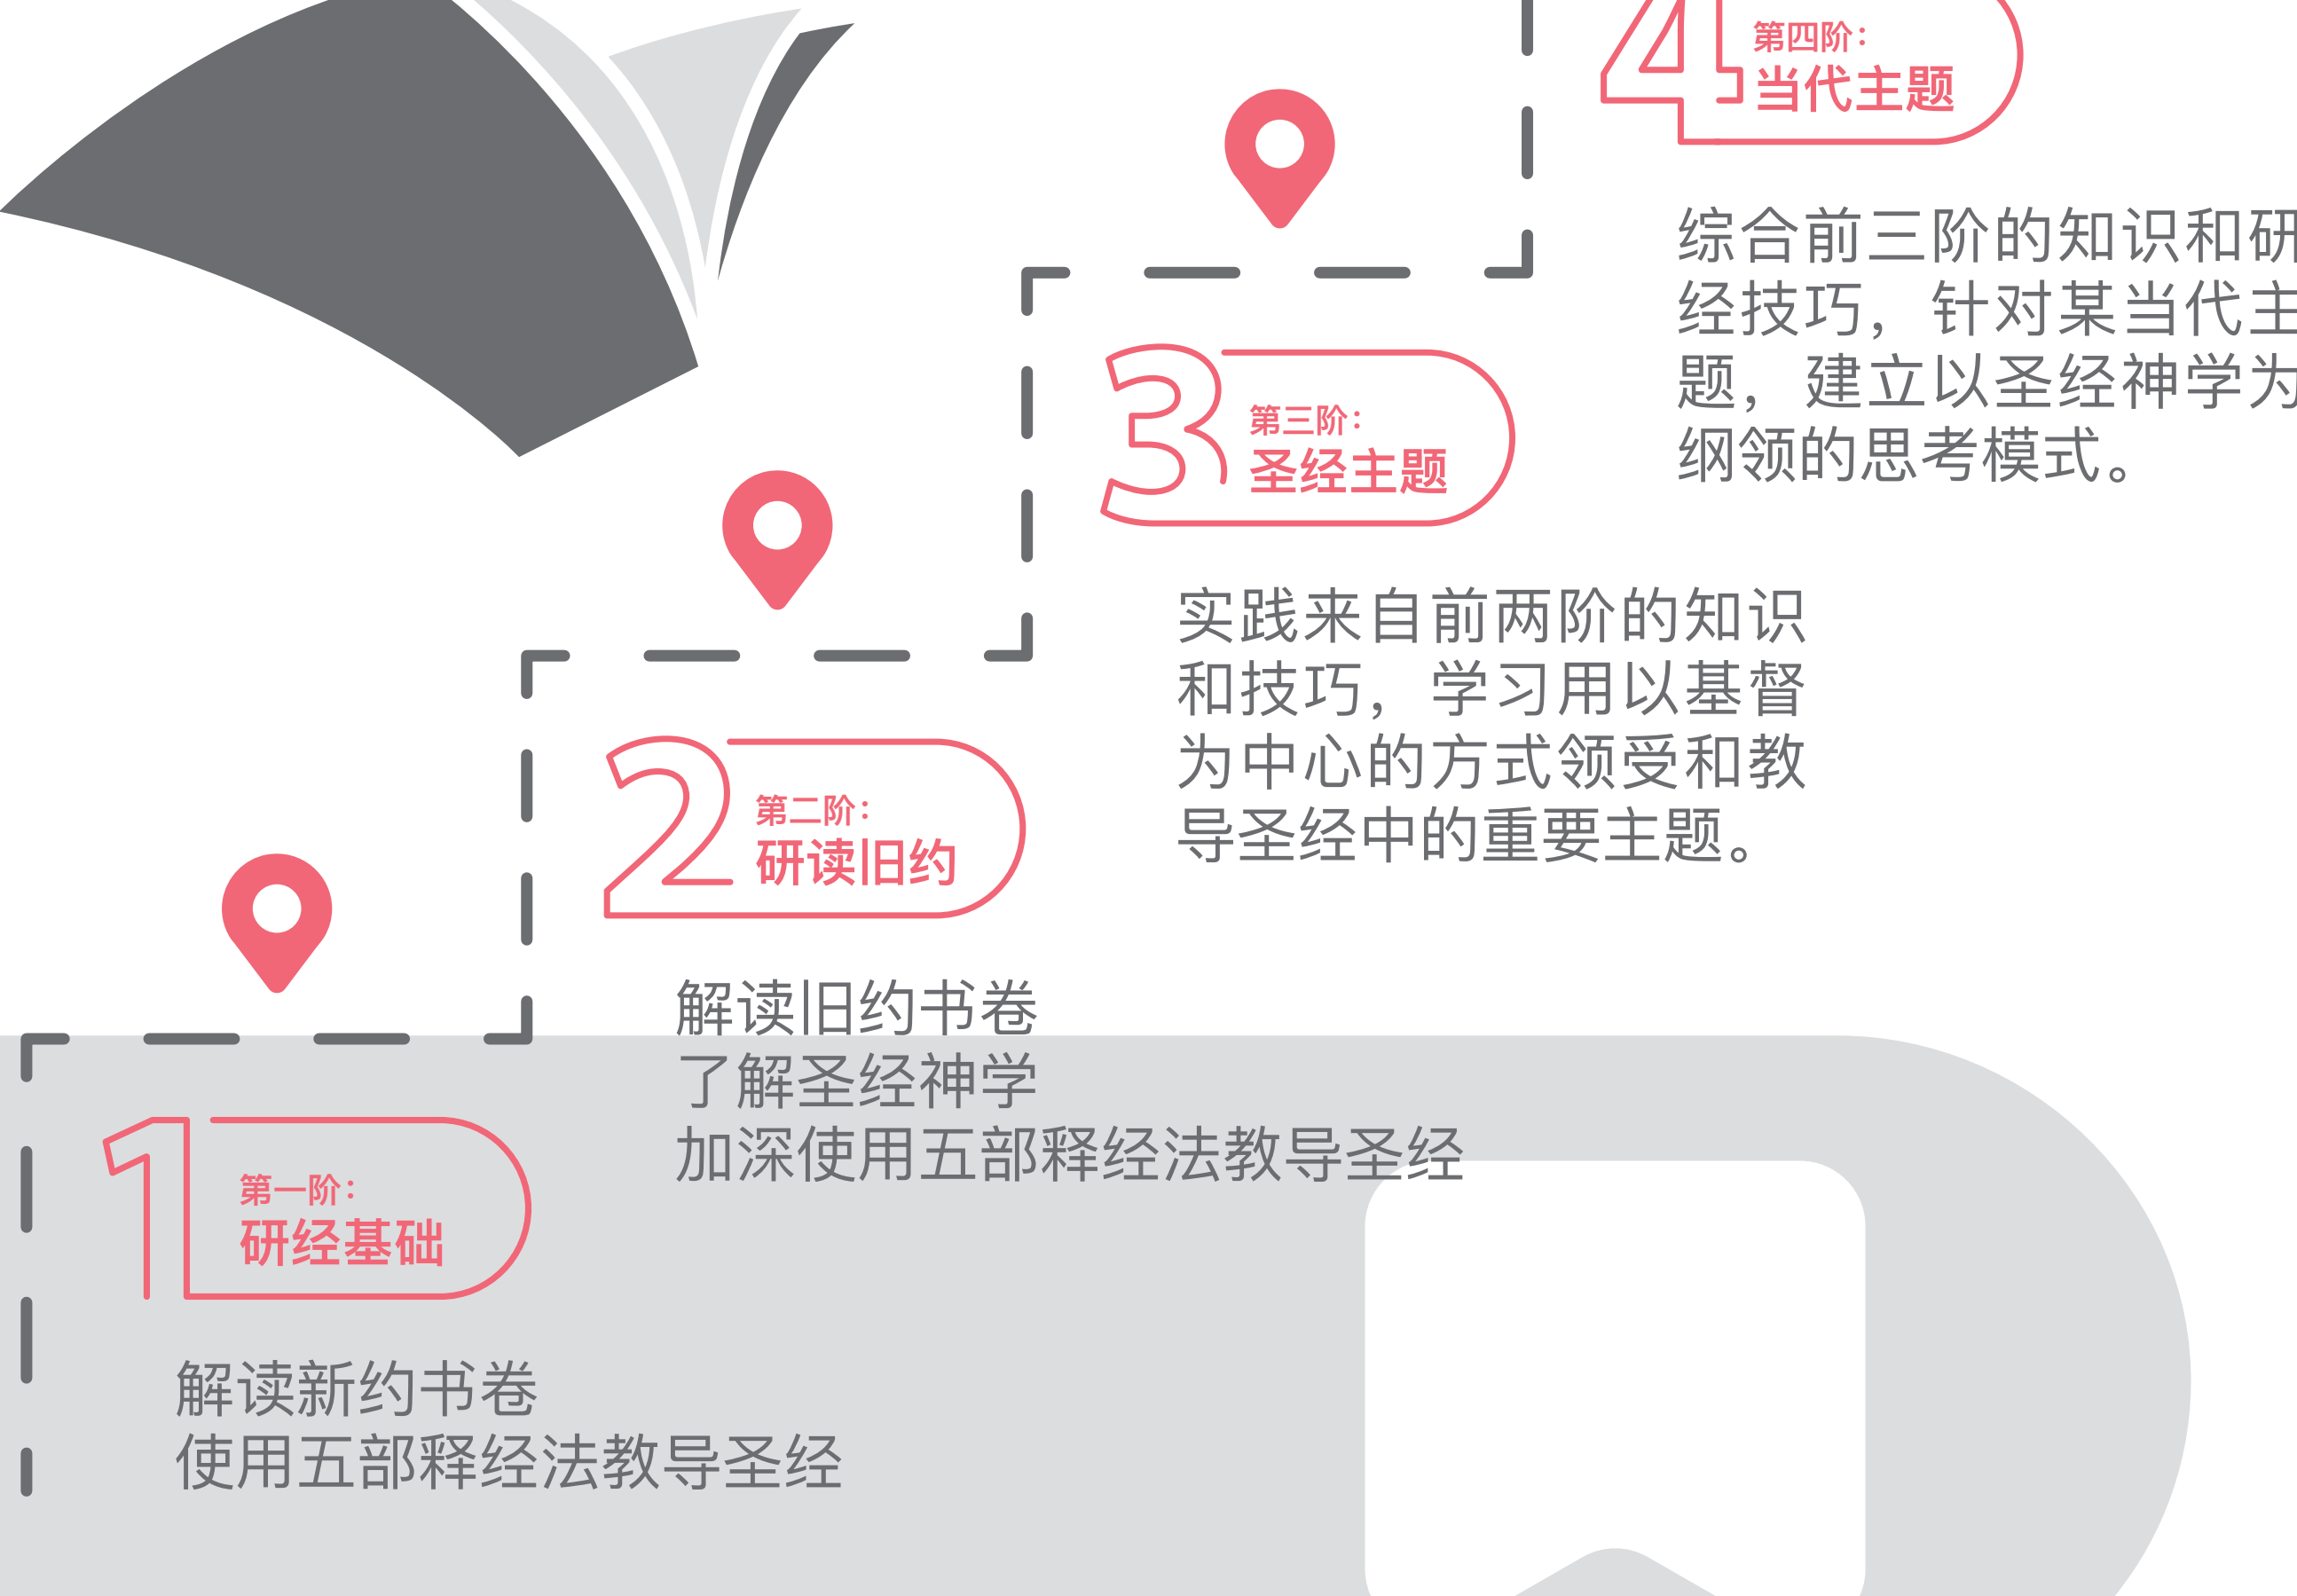 第四阶：
当代主题
综合前三阶的知识和研
经技巧，针对基当代主
题，建立以圣经神学为
引领的思考模式。
3
第三阶：
圣经主题
实践来自前两阶的知识
和技巧，学习用以基督
为中心的方式领受和教
导圣经中的重要主题。
2
第二阶：
研读旧约
解读旧约书卷
了解圣经神学
加深使用五部释经法教导圣经
1
第一阶：
研经基础
解读新约书卷
使用五部释经法教导圣经
4